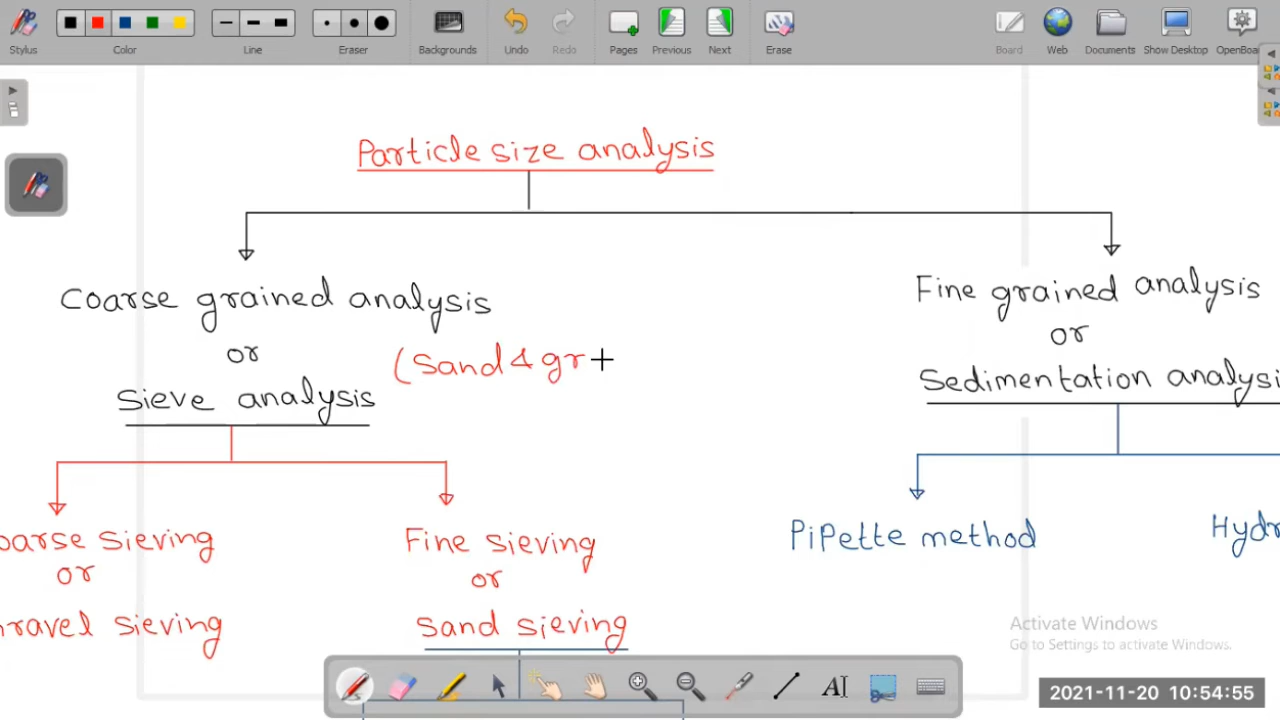 Stylus
Color
Line
Eraser
Backgrounds
Undo
Redo
Pages
Previous
Next
Erase
Board
Web
Documents
Show Desktop
OpenBoa
Particle size analysis
Coarse grained analysis
or
Sieve analysis
(Sand & gr
Fine grained analysis
or
Sedimentation analysi
oarse sieving
or
ravel sieving
Fine sieving
or
Sand sieving
PiPette method
Hydr
Activate Windows
Go to Settings to activate Windows.
2021-11-20 10:54:55